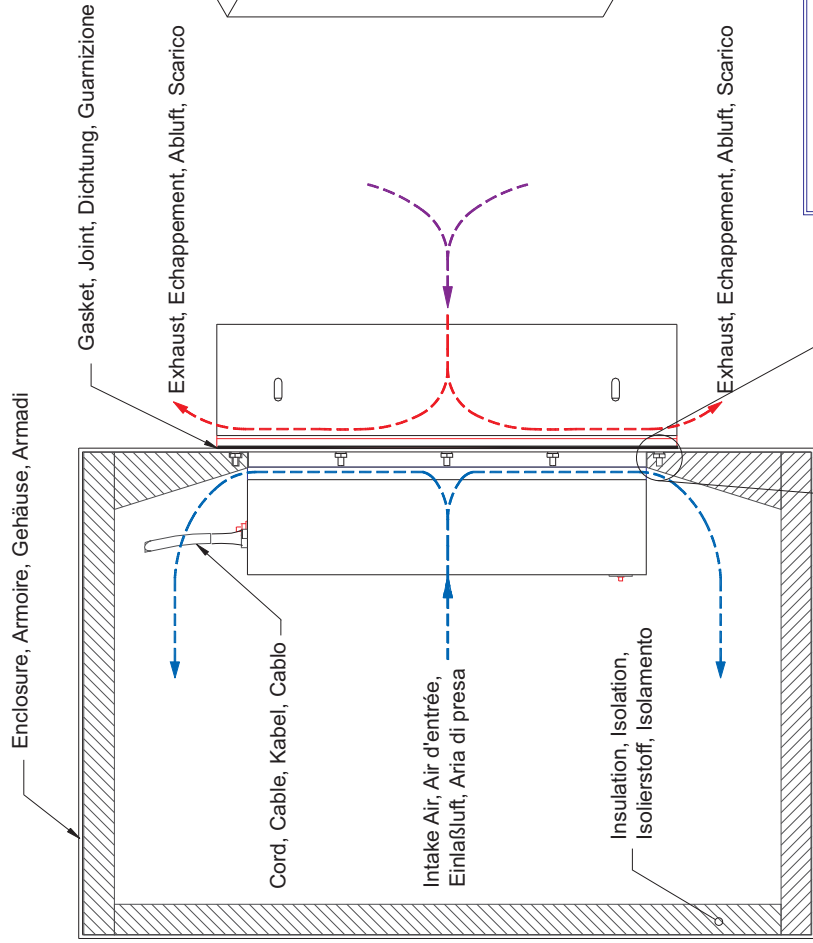 Enclosure, Armoire, Gehäuse, Armadi
Gasket, Joint, Dichtung, Guarnizione
Exhaust, Echappement, Abluft, Scarico
Cord, Cable, Kabel, Cablo
Intake Air, Air d'entrée,
Einlaßluft, Aria di presa
Insulation, Isolation,
Isolierstoff, Isolamento
Exhaust, Echappement, Abluft, Scarico